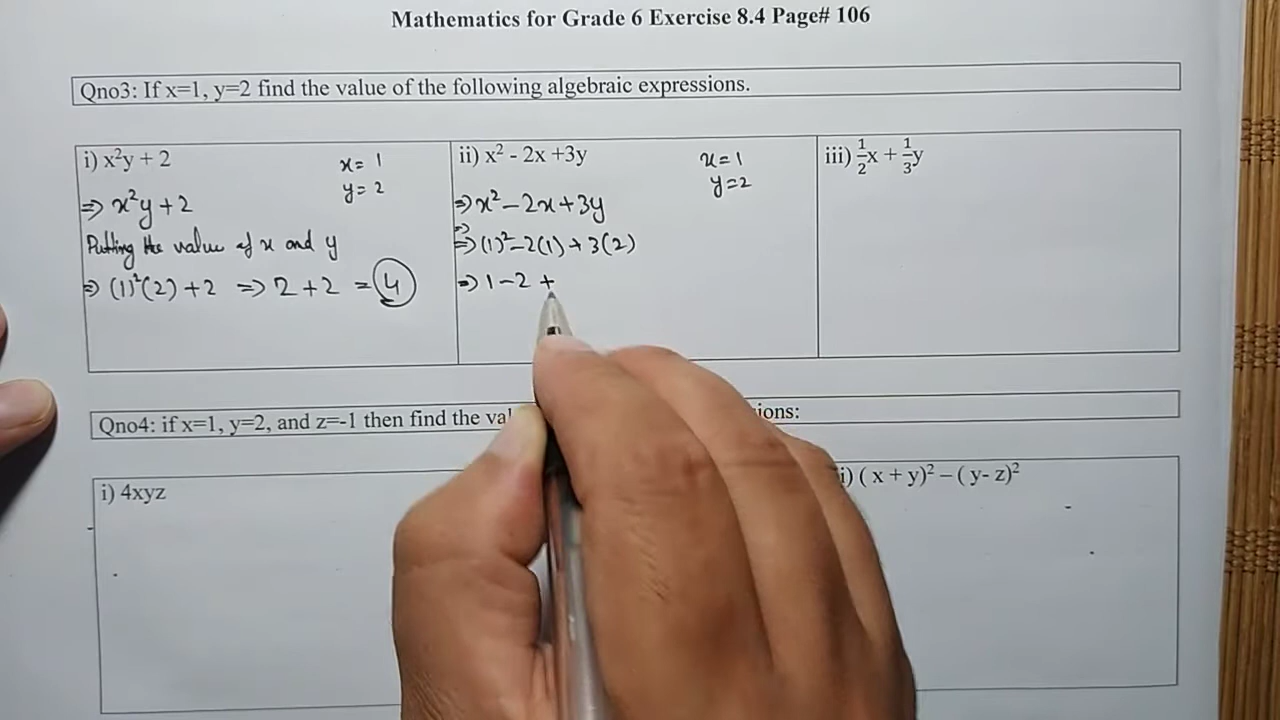 Mathematics for Grade 6 Exercise 8.4 Page# 106
Qno3: If x=1, y=2 find the value of the following algebraic expressions.
i) x²y + 2
x = 1
y = 2
⇒ x²y + 2
Putting the value of x and y
⇒ (1)²(2) + 2 ⇒ 2 + 2 = 4
ii) x² - 2x +3y
x = 1
y = 2
⇒ x² – 2x + 3y
⇒
⇒ (1)² – 2(1) + 3(2)
⇒ 1 – 2 +
iii) 1/2x + 1/3y
Qno4: if x=1, y=2, and z=-1 then find the
i) 4xyz
i) ( x + y)² – ( y- z)²